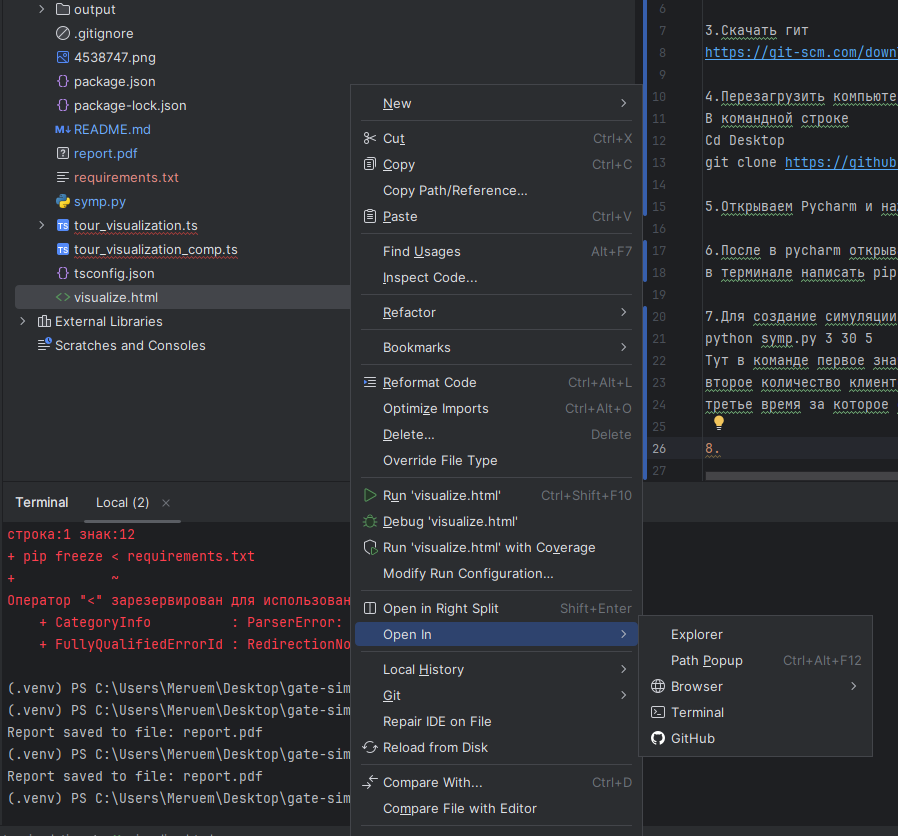 output
.gitignore
4538747.png
package.json
package-lock.json
README.md
report.pdf
requirements.txt
symp.py
tour_visualization.ts
tour_visualization_comp.ts
tsconfig.json
visualize.html
External Libraries
Scratches and Consoles
6
7 3.Скачать гит
8 https://git-scm.com/down
9
10 4.Перезагрузить компьюте
11 В командной строке
12 Cd Desktop
13 git clone https://github
14
15 5.Открываем Pycharm и на
16
17 6.После в pycharm открыв
18 в терминале написать pip
19
20 7.Для создание симуляции
21 python symp.py 3 30 5
22 Тут в команде первое зна
23 второе количество клиент
24 третье время за которое
25
26 8.
27
New
Cut Ctrl+X
Copy Ctrl+C
Copy Path/Reference...
Paste Ctrl+V
Find Usages Alt+F7
Inspect Code...
Refactor
Bookmarks
Reformat Code Ctrl+Alt+L
Optimize Imports Ctrl+Alt+O
Delete... Delete
Override File Type
Run 'visualize.html' Ctrl+Shift+F10
Debug 'visualize.html'
Run 'visualize.html' with Coverage
Modify Run Configuration...
Open in Right Split Shift+Enter
Open In
Local History
Git
Repair IDE on File
Reload from Disk
Compare With... Ctrl+D
Compare File with Editor
Explorer
Path Popup Ctrl+Alt+F12
Browser
Terminal
GitHub
Terminal Local (2)
строка:1 знак:12
+ pip freeze < requirements.txt
+ ~
Оператор "<" зарезервирован для использован
+ CategoryInfo : ParserError:
+ FullyQualifiedErrorId : RedirectionNo
(.venv) PS C:\Users\Meruem\Desktop\gate-sim
(.venv) PS C:\Users\Meruem\Desktop\gate-sim
Report saved to file: report.pdf
(.venv) PS C:\Users\Meruem\Desktop\gate-sim
Report saved to file: report.pdf
(.venv) PS C:\Users\Meruem\Desktop\gate-sim